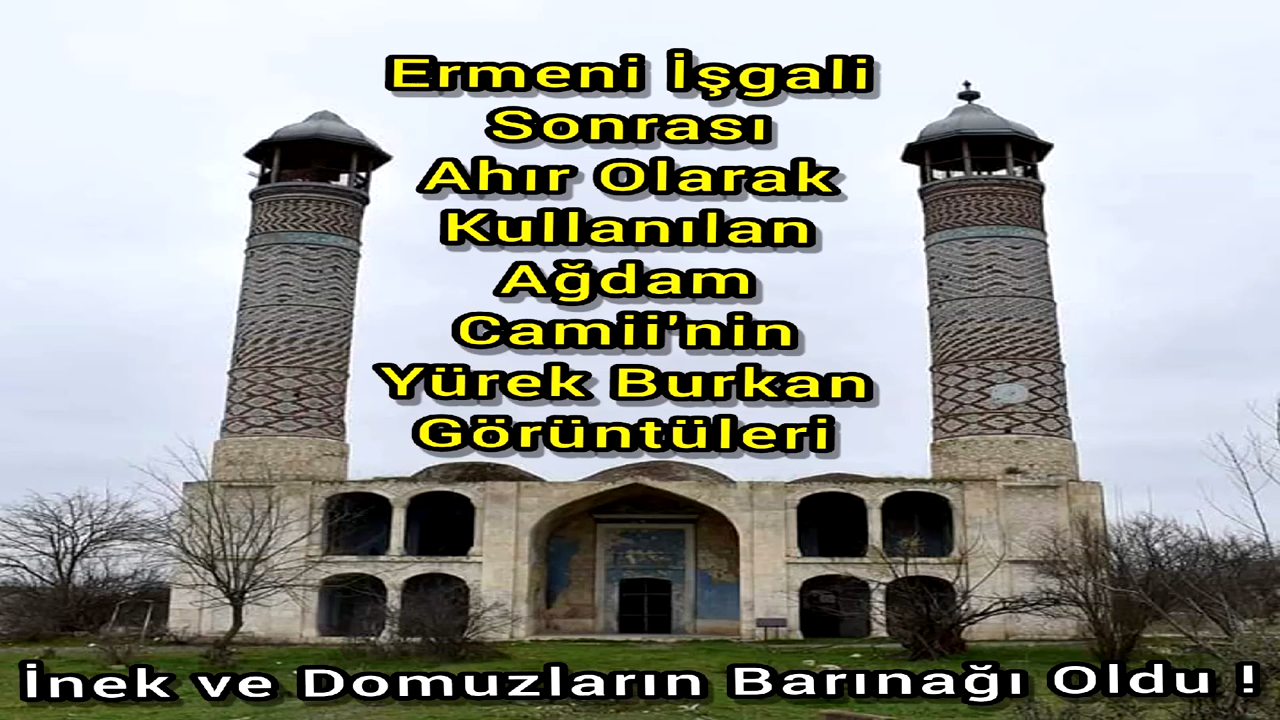 Ermeni İşgali
Sonrası
Ahır Olarak
Kullanılan
Ağdam
Camii'nin
Yürek Burkan
Görüntüleri
İnek ve Domuzların Barınağı Oldu !